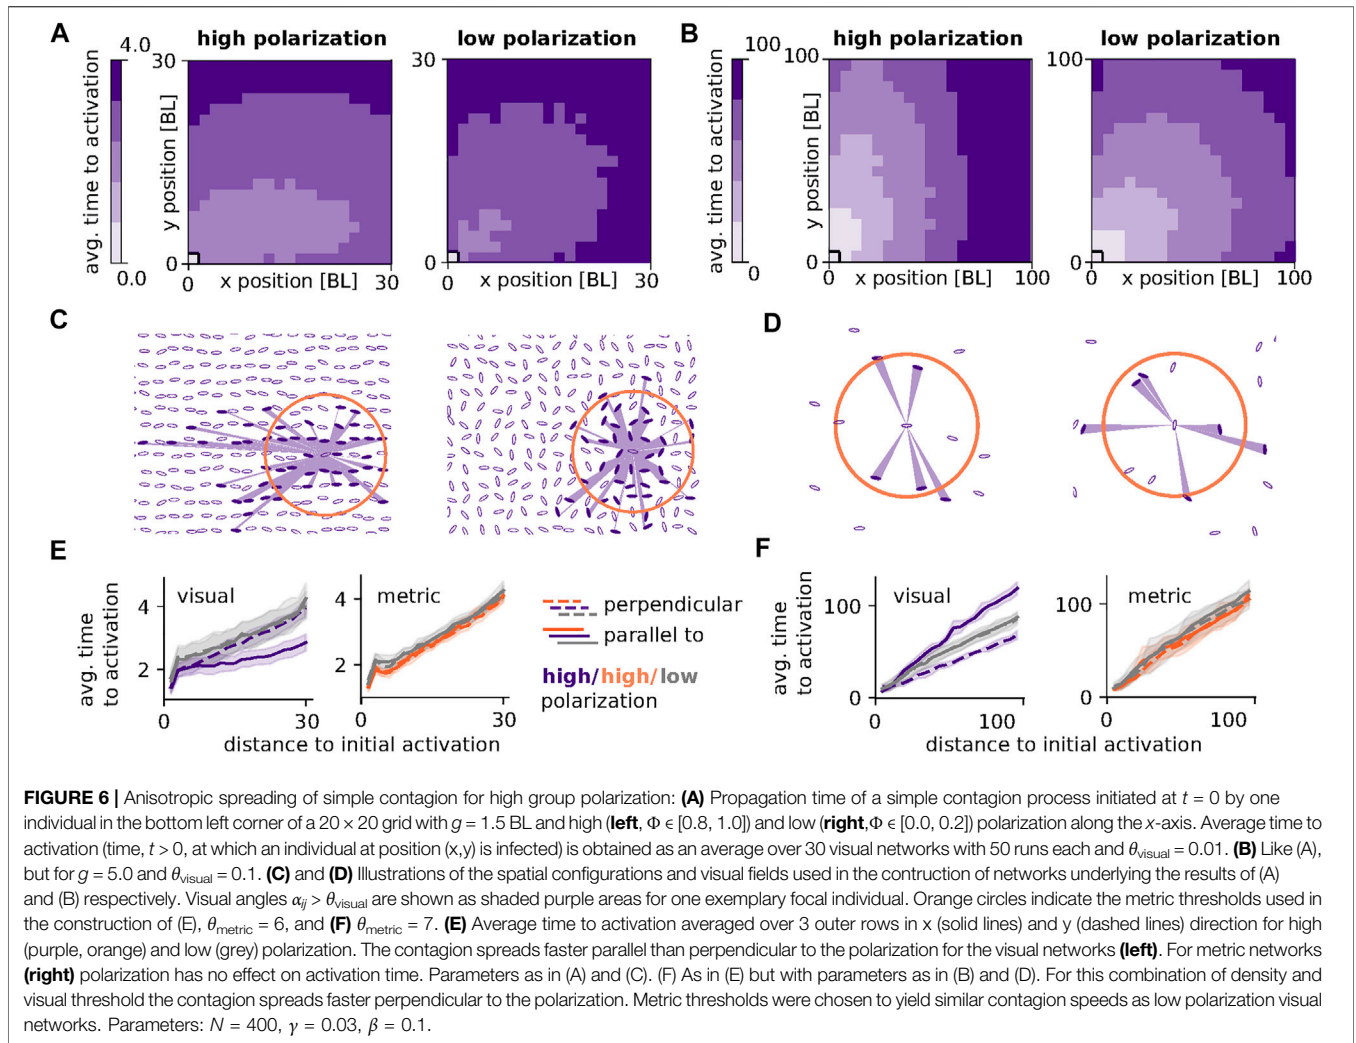 A
high polarization
low polarization
4.0
30
avg. time to activation
0.0
y position [BL]
0
0
x position [BL]
30
30
0
0
x position [BL]
30
B
high polarization
low polarization
100
100
avg. time to activation
0
y position [BL]
0
0
x position [BL]
100
100
0
0
x position [BL]
100
C
D
E
avg. time
to activation
4
2
visual
0
30
4
2
metric
0
30
distance to initial activation
perpendicular
parallel to
high/high/low
polarization
F
avg. time
to activation
100
0
visual
0
100
100
0
metric
0
100
distance to initial activation
FIGURE 6 | Anisotropic spreading of simple contagion for high group polarization: (A) Propagation time of a simple contagion process initiated at t = 0 by one
individual in the bottom left corner of a 20 × 20 grid with g = 1.5 BL and high (left, Φ ∈ [0.8, 1.0]) and low (right,Φ ∈ [0.0, 0.2]) polarization along the x-axis. Average time to
activation (time, t > 0, at which an individual at position (x,y) is infected) is obtained as an average over 30 visual networks with 50 runs each and θvisual = 0.01. (B) Like (A),
but for g = 5.0 and θvisual = 0.1. (C) and (D) Illustrations of the spatial configurations and visual fields used in the contruction of networks underlying the results of (A)
and (B) respectively. Visual angles αij > θvisual are shown as shaded purple areas for one exemplary focal individual. Orange circles indicate the metric thresholds used in
the construction of (E), θmetric = 6, and (F) θmetric = 7. (E) Average time to activation averaged over 3 outer rows in x (solid lines) and y (dashed lines) direction for high
(purple, orange) and low (grey) polarization. The contagion spreads faster parallel than perpendicular to the polarization for the visual networks (left). For metric networks
(right) polarization has no effect on activation time. Parameters as in (A) and (C). (F) As in (E) but with parameters as in (B) and (D). For this combination of density and
visual threshold the contagion spreads faster perpendicular to the polarization. Metric thresholds were chosen to yield similar contagion speeds as low polarization visual
networks. Parameters: N = 400, γ = 0.03, β = 0.1.